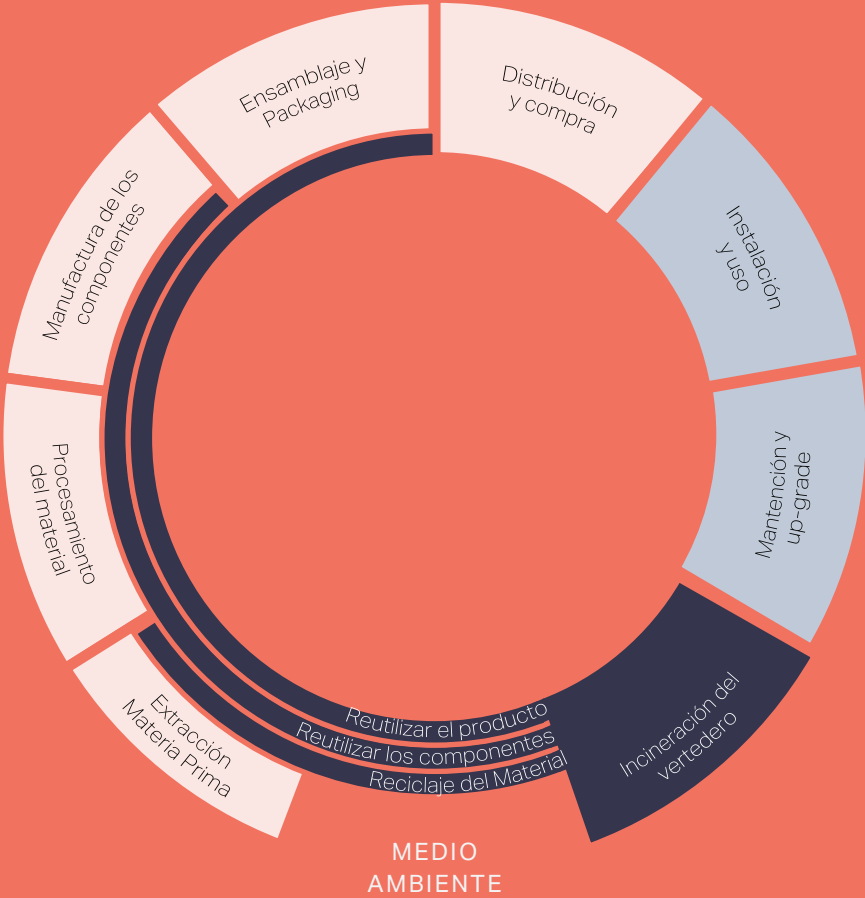 Ensamblaje y
Packaging
Distribución
y compra
Instalación
y uso
Mantención y
up-grade
Incineración del
vertedero
Reutilizar el producto
Reutilizar los componentes
Reciclaje del Material
Extracción
Materia Prima
Procesamiento
del material
Manufactura de los
componentes
MEDIO
AMBIENTE